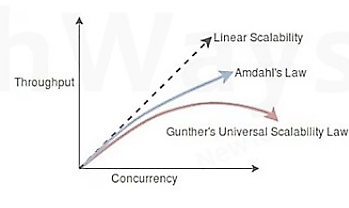 Linear Scalability
Amdahl's Law
Throughput
Gunther's Universal Scalability Law
Concurrency